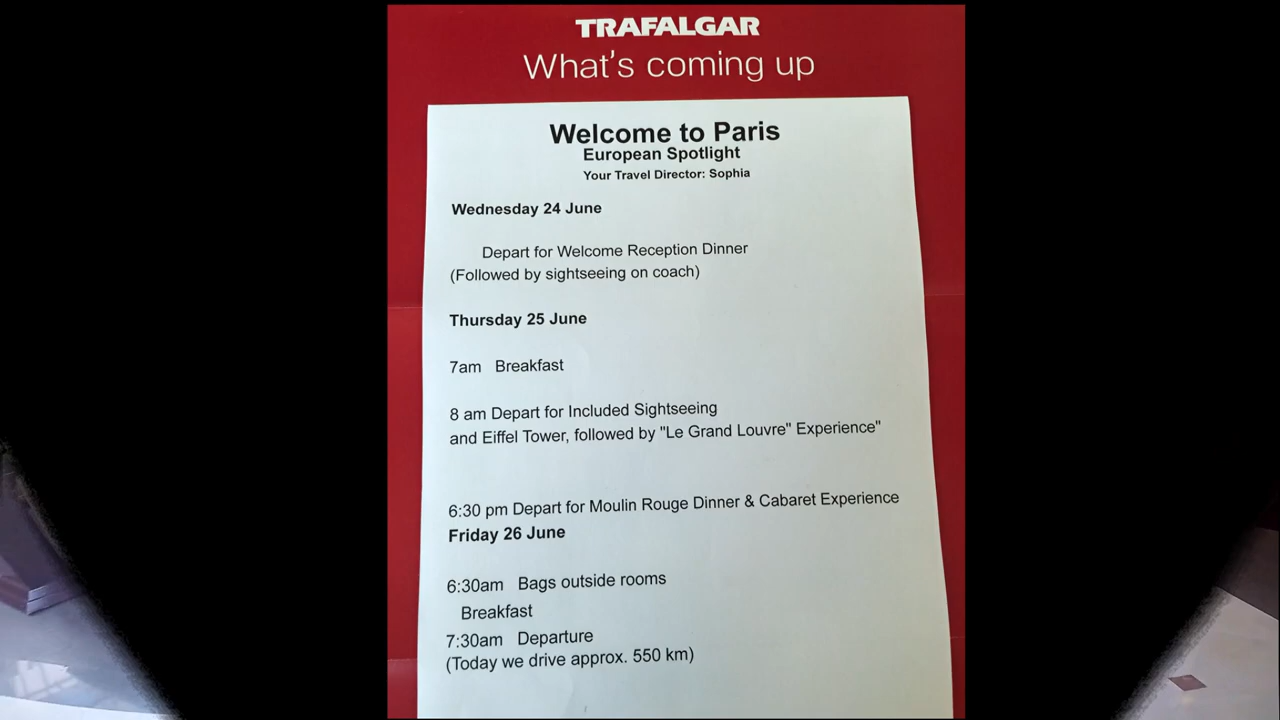 TRAFALGAR
What's coming up
Welcome to Paris
European Spotlight
Your Travel Director: Sophia
Wednesday 24 June
Depart for Welcome Reception Dinner
(Followed by sightseeing on coach)
Thursday 25 June
7am Breakfast
8 am Depart for Included Sightseeing
and Eiffel Tower, followed by "Le Grand Louvre" Experience"
6:30 pm Depart for Moulin Rouge Dinner & Cabaret Experience
Friday 26 June
6:30am Bags outside rooms
Breakfast
7:30am Departure
(Today we drive approx. 550 km)